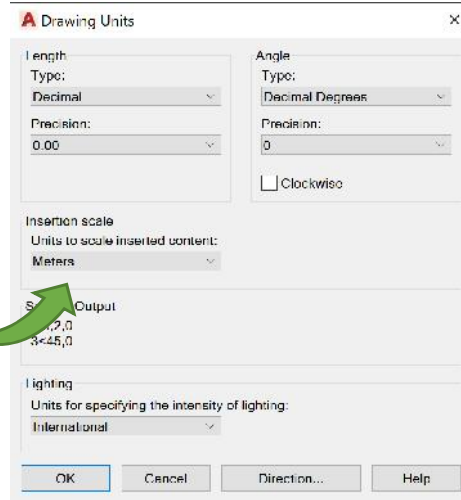 Drawing Units
Length
Type:
Decimal
Precision:
0.00
Angle
Type:
Decimal Degrees
Precision:
0
Clockwise
Insertion scale
Units to scale inserted content:
Meters
Output
,2,0
3<45,0
Lighting
Units for specifying the intensity of lighting:
International
OK
Cancel
Direction...
Help